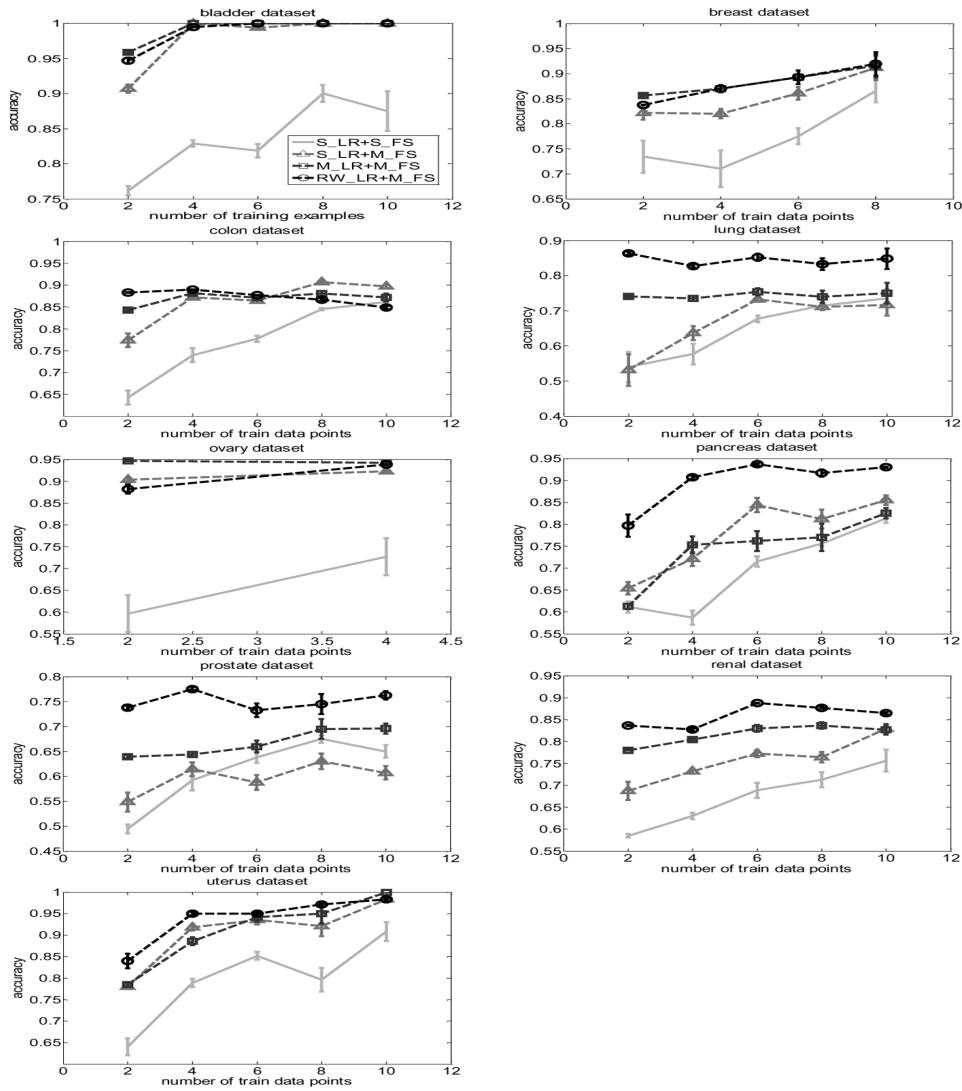 bladder dataset
1
0.95
0.9
0.85
0.8
0.75
accuracy
S_LR+S_FS
S_LR+M_FS
M_LR+M_FS
RW_LR+M_FS
0 2 4 6 8 10 12
number of training examples
breast dataset
1
0.95
0.9
0.85
0.8
0.75
0.7
0.65
accuracy
0 2 4 6 8 10
number of train data points
colon dataset
1
0.95
0.9
0.85
0.8
0.75
0.7
0.65
accuracy
0 2 4 6 8 10 12
number of train data points
lung dataset
0.9
0.8
0.7
0.6
0.5
0.4
accuracy
0 2 4 6 8 10 12
number of train data points
ovary dataset
0.95
0.9
0.85
0.8
0.75
0.7
0.65
0.6
0.55
accuracy
1.5 2 2.5 3 3.5 4 4.5
number of train data points
pancreas dataset
0.95
0.9
0.85
0.8
0.75
0.7
0.65
0.6
0.55
accuracy
0 2 4 6 8 10 12
number of train data points
prostate dataset
0.8
0.75
0.7
0.65
0.6
0.55
0.5
0.45
accuracy
0 2 4 6 8 10 12
number of train data points
renal dataset
0.95
0.9
0.85
0.8
0.75
0.7
0.65
0.6
0.55
accuracy
0 2 4 6 8 10 12
number of train data points
uterus dataset
1
0.95
0.9
0.85
0.8
0.75
0.7
0.65
accuracy
0 2 4 6 8 10 12
number of train data points